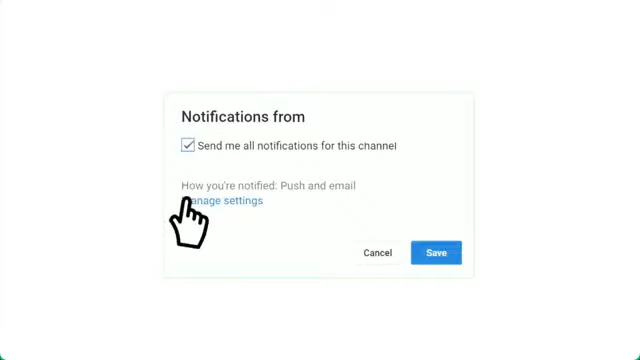 Notifications from
Send me all notifications for this channel
How you're notified: Push and email
anage settings
Cancel
Save